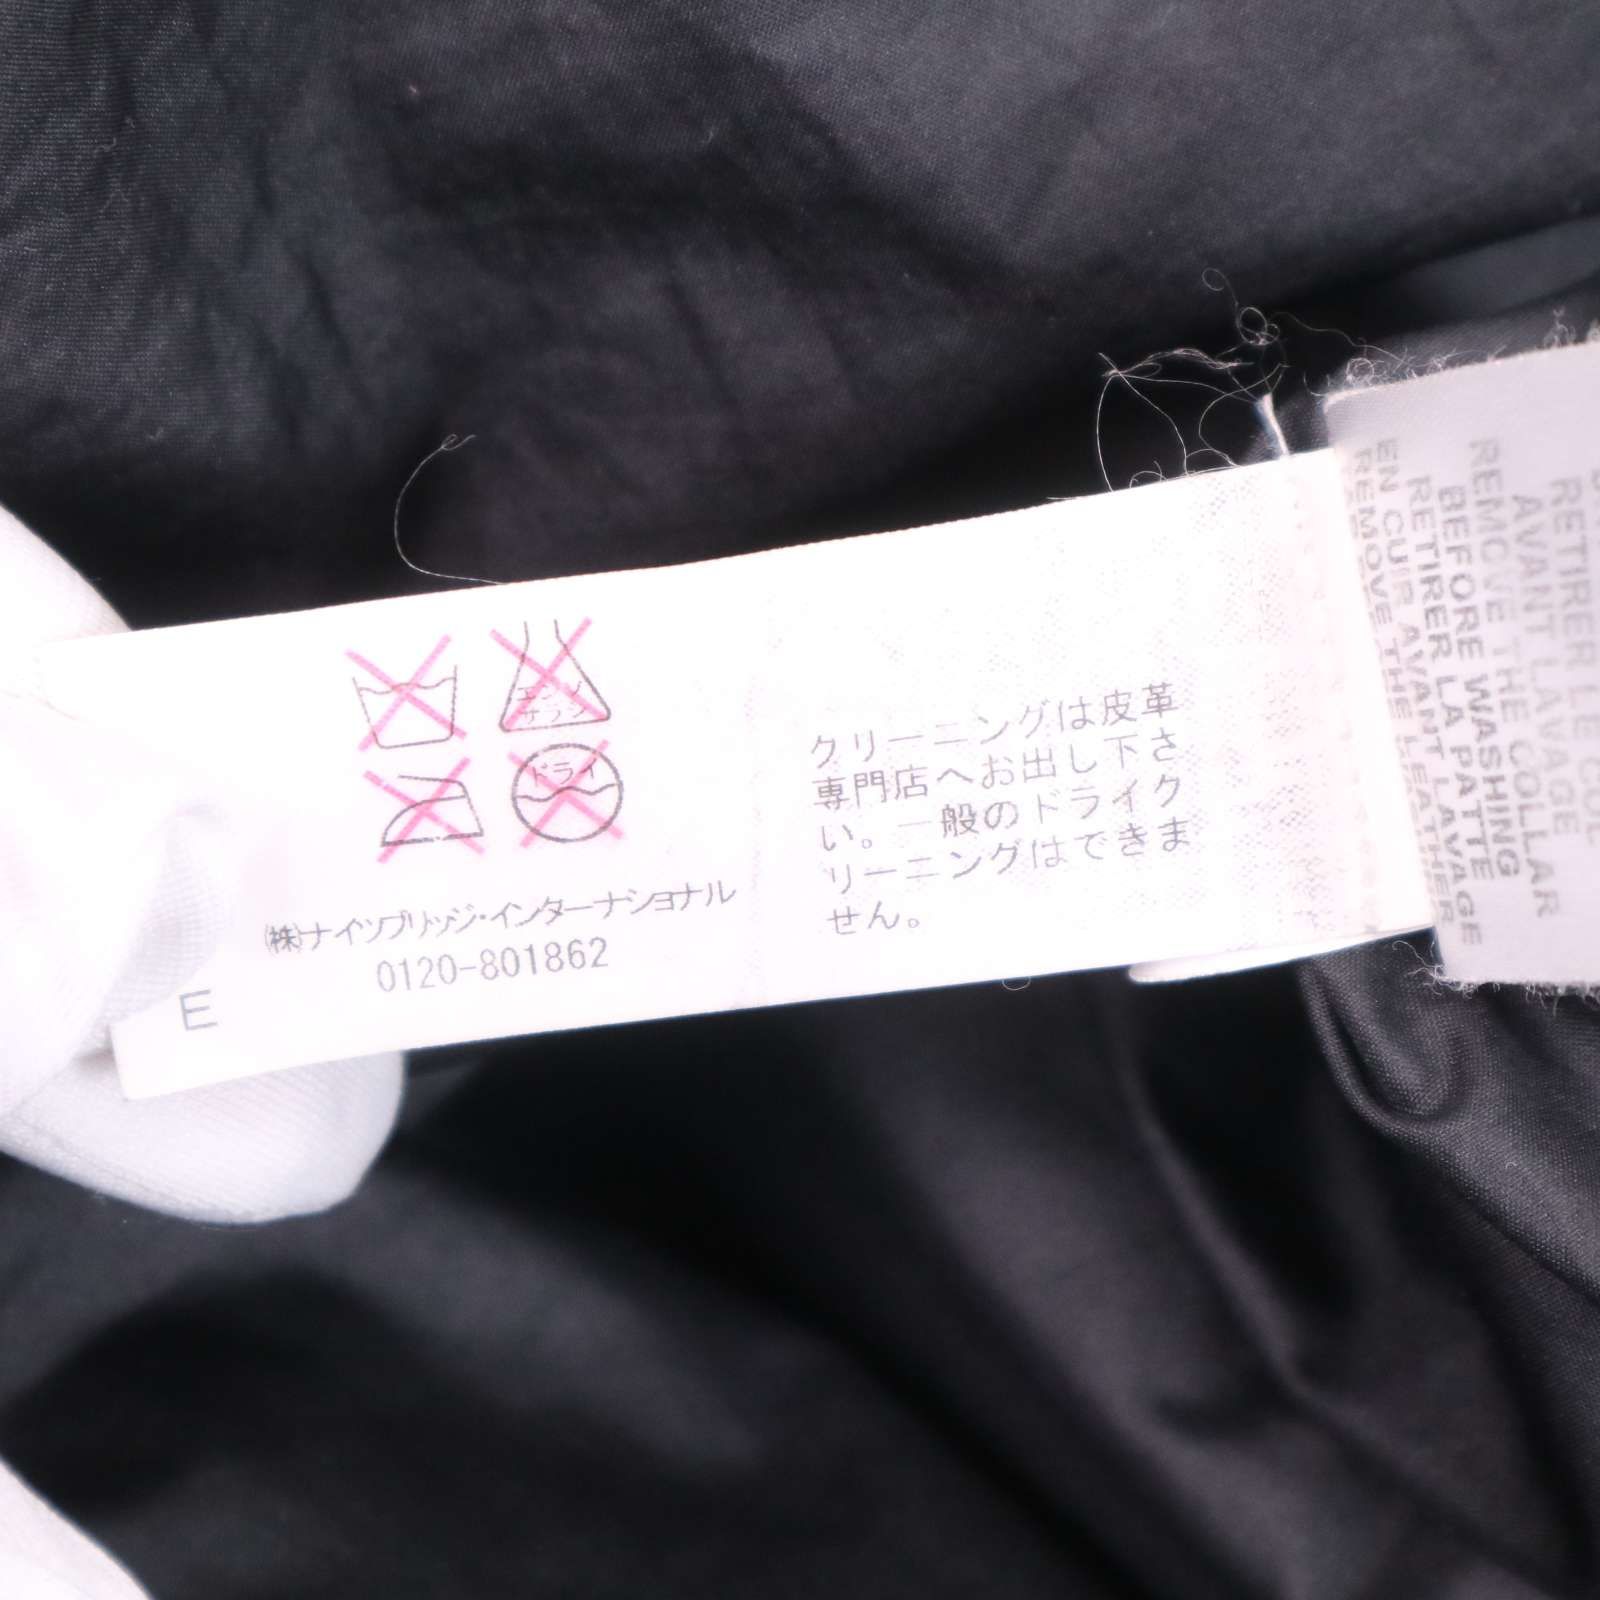 エンソ
サラシ
ドライ
㈱ナイツブリッジ・インターナショナル
0120-801862
E
クリーニングは皮革
専門店へお出し下さ
い。一般のドライク
リーニングはできま
せん。
RETIRER LE COL
AVANT LAVAGE
REMOVE THE COLLAR
BEFORE WASHING
RETIRER LA PATTE
EN CUIR AVANT LAVAGE
REMOVE THE LEATHER